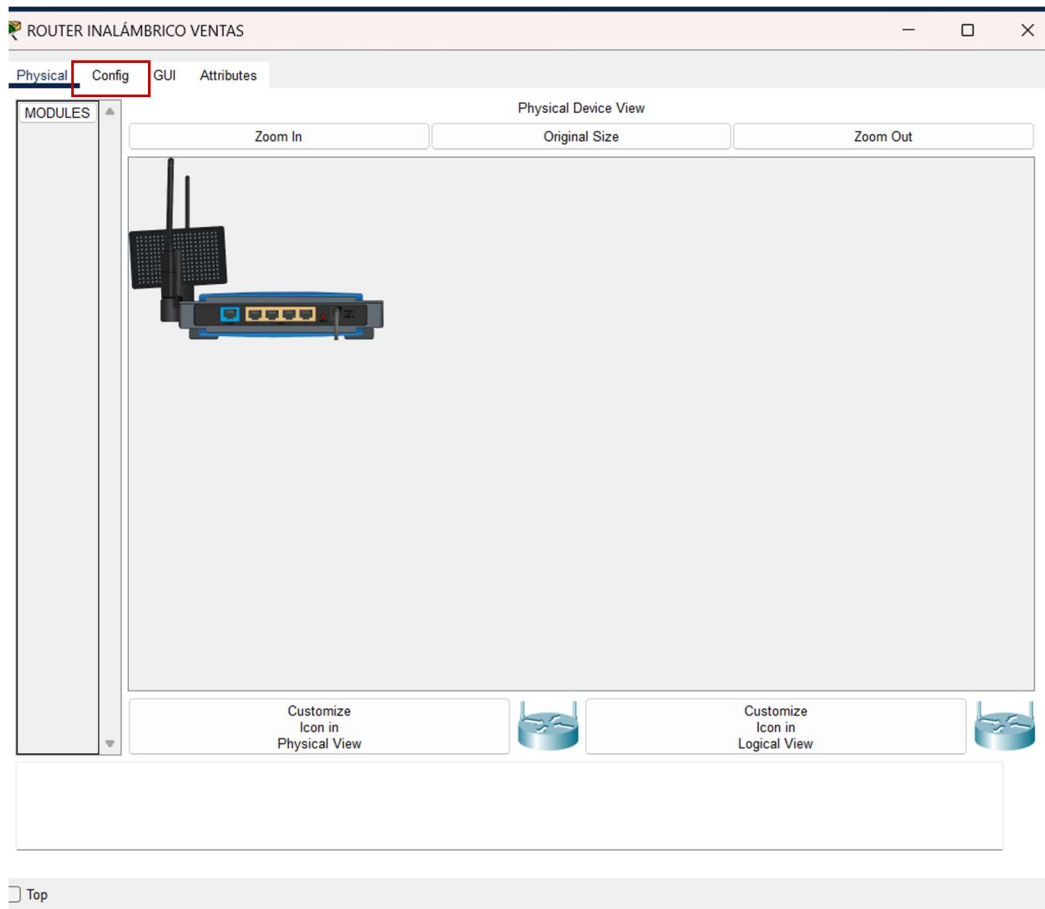 ROUTER INALÁMBRICO VENTAS
Physical Config GUI Attributes
MODULES
Physical Device View
Zoom In Original Size Zoom Out
Customize
Icon in
Physical View
Customize
Icon in
Logical View
Top